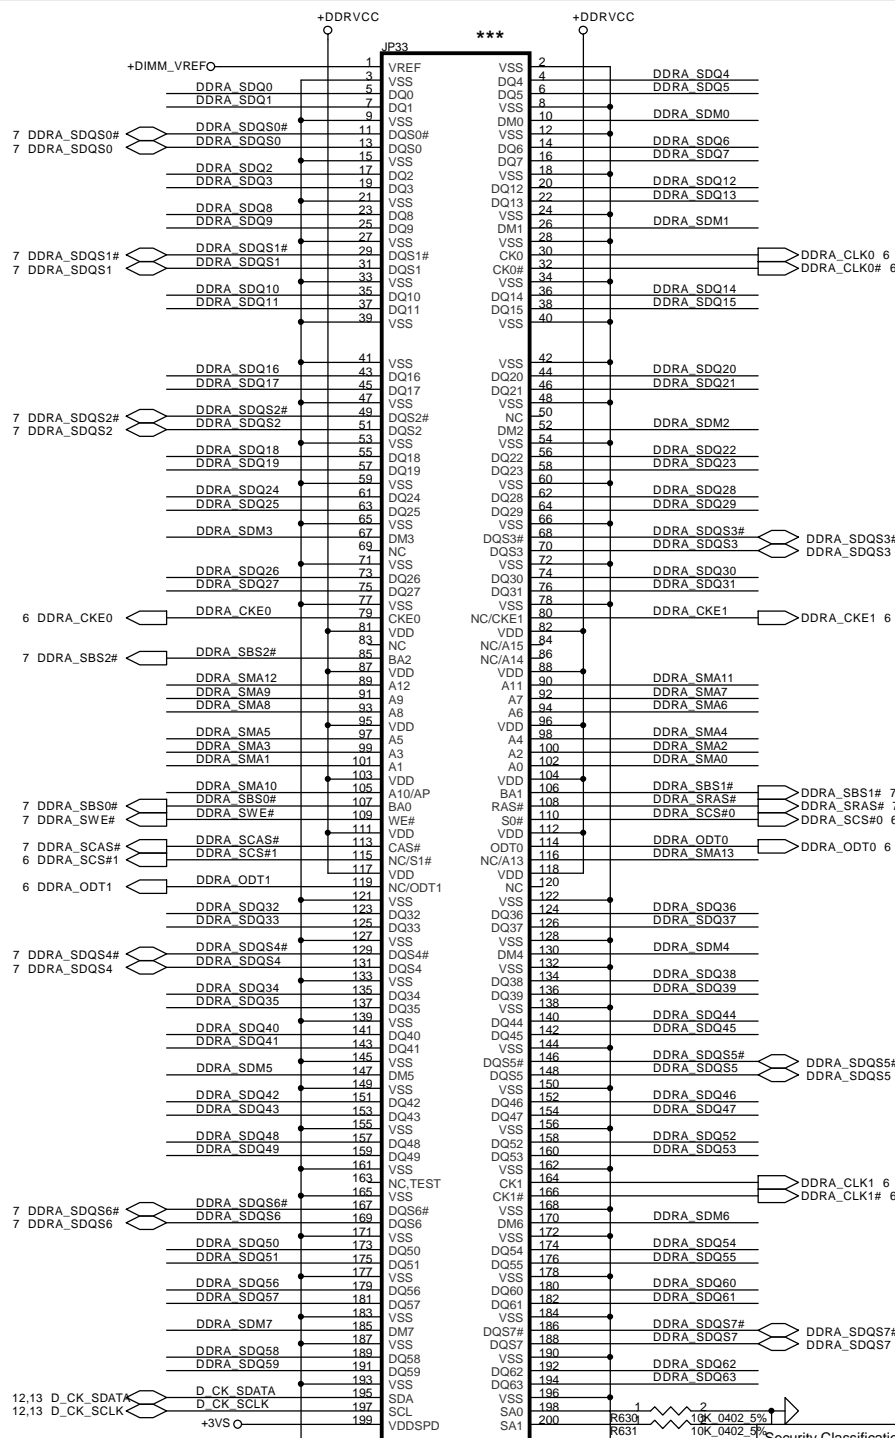 +DDRVCC +DDRVCC
***
JP33
+DIMM_VREF 1 VREF VSS 2
3 VSS DQ4 4 DDRA_SDQ4
DDRA_SDQ0 5 DQ0 DQ5 6 DDRA_SDQ5
DDRA_SDQ1 7 DQ1 VSS 8
9 VSS DM0 10 DDRA_SDM0
7 DDRA_SDQS0# DDRA_SDQS0# 11 DQS0# VSS 12
7 DDRA_SDQS0 DDRA_SDQS0 13 DQS0 DQ6 14 DDRA_SDQ6
15 VSS DQ7 16 DDRA_SDQ7
DDRA_SDQ2 17 DQ2 VSS 18
DDRA_SDQ3 19 DQ3 DQ12 20 DDRA_SDQ12
21 VSS DQ13 22 DDRA_SDQ13
DDRA_SDQ8 23 DQ8 VSS 24
DDRA_SDQ9 25 DQ9 DM1 26 DDRA_SDM1
27 VSS VSS 28
7 DDRA_SDQS1# DDRA_SDQS1# 29 DQS1# CK0 30 DDRA_CLK0 6
7 DDRA_SDQS1 DDRA_SDQS1 31 DQS1 CK0# 32 DDRA_CLK0# 6
33 VSS VSS 34
DDRA_SDQ10 35 DQ10 DQ14 36 DDRA_SDQ14
DDRA_SDQ11 37 DQ11 DQ15 38 DDRA_SDQ15
39 VSS VSS 40
41 VSS VSS 42
DDRA_SDQ16 43 DQ16 DQ20 44 DDRA_SDQ20
DDRA_SDQ17 45 DQ17 DQ21 46 DDRA_SDQ21
47 VSS VSS 48
7 DDRA_SDQS2# DDRA_SDQS2# 49 DQS2# NC 50
7 DDRA_SDQS2 DDRA_SDQS2 51 DQS2 DM2 52 DDRA_SDM2
53 VSS VSS 54
DDRA_SDQ18 55 DQ18 DQ22 56 DDRA_SDQ22
DDRA_SDQ19 57 DQ19 DQ23 58 DDRA_SDQ23
59 VSS VSS 60
DDRA_SDQ24 61 DQ24 DQ28 62 DDRA_SDQ28
DDRA_SDQ25 63 DQ25 DQ29 64 DDRA_SDQ29
65 VSS VSS 66
DDRA_SDM3 67 DM3 DQS3# 68 DDRA_SDQS3# DDRA_SDQS3#
69 NC DQS3 70 DDRA_SDQS3 DDRA_SDQS3
71 VSS VSS 72
DDRA_SDQ26 73 DQ26 DQ30 74 DDRA_SDQ30
DDRA_SDQ27 75 DQ27 DQ31 76 DDRA_SDQ31
77 VSS VSS 78
6 DDRA_CKE0 DDRA_CKE0 79 CKE0 NC/CKE1 80 DDRA_CKE1 DDRA_CKE1 6
81 VDD VDD 82
83 NC NC/A15 84
7 DDRA_SBS2# DDRA_SBS2# 85 BA2 NC/A14 86
87 VDD VDD 88
DDRA_SMA12 89 A12 A11 90 DDRA_SMA11
DDRA_SMA9 91 A9 A7 92 DDRA_SMA7
DDRA_SMA8 93 A8 A6 94 DDRA_SMA6
95 VDD VDD 96
DDRA_SMA5 97 A5 A4 98 DDRA_SMA4
DDRA_SMA3 99 A3 A2 100 DDRA_SMA2
DDRA_SMA1 101 A1 A0 102 DDRA_SMA0
103 VDD VDD 104
DDRA_SMA10 105 A10/AP BA1 106 DDRA_SBS1# DDRA_SBS1# 7
7 DDRA_SBS0# DDRA_SBS0# 107 BA0 RAS# 108 DDRA_SRAS# DDRA_SRAS# 7
7 DDRA_SWE# DDRA_SWE# 109 WE# S0# 110 DDRA_SCS#0 DDRA_SCS#0 6
111 VDD VDD 112
7 DDRA_SCAS# DDRA_SCAS# 113 CAS# ODT0 114 DDRA_ODT0 DDRA_ODT0 6
6 DDRA_SCS#1 DDRA_SCS#1 115 NC/S1# NC/A13 116 DDRA_SMA13
117 VDD VDD 118
6 DDRA_ODT1 DDRA_ODT1 119 NC/ODT1 NC 120
121 VSS VSS 122
DDRA_SDQ32 123 DQ32 DQ36 124 DDRA_SDQ36
DDRA_SDQ33 125 DQ33 DQ37 126 DDRA_SDQ37
127 VSS VSS 128
7 DDRA_SDQS4# DDRA_SDQS4# 129 DQS4# DM4 130 DDRA_SDM4
7 DDRA_SDQS4 DDRA_SDQS4 131 DQS4 VSS 132
133 VSS DQ38 134 DDRA_SDQ38
DDRA_SDQ34 135 DQ34 DQ39 136 DDRA_SDQ39
DDRA_SDQ35 137 DQ35 VSS 138
139 VSS DQ44 140 DDRA_SDQ44
DDRA_SDQ40 141 DQ40 DQ45 142 DDRA_SDQ45
DDRA_SDQ41 143 DQ41 VSS 144
145 VSS DQS5# 146 DDRA_SDQS5# DDRA_SDQS5#
DDRA_SDM5 147 DM5 DQS5 148 DDRA_SDQS5 DDRA_SDQS5
149 VSS VSS 150
DDRA_SDQ42 151 DQ42 DQ46 152 DDRA_SDQ46
DDRA_SDQ43 153 DQ43 DQ47 154 DDRA_SDQ47
155 VSS VSS 156
DDRA_SDQ48 157 DQ48 DQ52 158 DDRA_SDQ52
DDRA_SDQ49 159 DQ49 DQ53 160 DDRA_SDQ53
161 VSS VSS 162
163 NC,TEST CK1 164 DDRA_CLK1 6
165 VSS CK1# 166 DDRA_CLK1# 6
7 DDRA_SDQS6# DDRA_SDQS6# 167 DQS6# VSS 168
7 DDRA_SDQS6 DDRA_SDQS6 169 DQS6 DM6 170 DDRA_SDM6
171 VSS VSS 172
DDRA_SDQ50 173 DQ50 DQ54 174 DDRA_SDQ54
DDRA_SDQ51 175 DQ51 DQ55 176 DDRA_SDQ55
177 VSS VSS 178
DDRA_SDQ56 179 DQ56 DQ60 180 DDRA_SDQ60
DDRA_SDQ57 181 DQ57 DQ61 182 DDRA_SDQ61
183 VSS VSS 184
DDRA_SDM7 185 DM7 DQS7# 186 DDRA_SDQS7# DDRA_SDQS7#
187 VSS DQS7 188 DDRA_SDQS7 DDRA_SDQS7
DDRA_SDQ58 189 DQ58 VSS 190
DDRA_SDQ59 191 DQ59 DQ62 192 DDRA_SDQ62
193 VSS DQ63 194 DDRA_SDQ63
12,13 D_CK_SDATA D_CK_SDATA 195 SDA VSS 196
12,13 D_CK_SCLK D_CK_SCLK 197 SCL SA0 198 R630 1 2 10K_0402_5%
+3VS 199 VDDSPD SA1 200 R631 1 2 10K_0402_5%